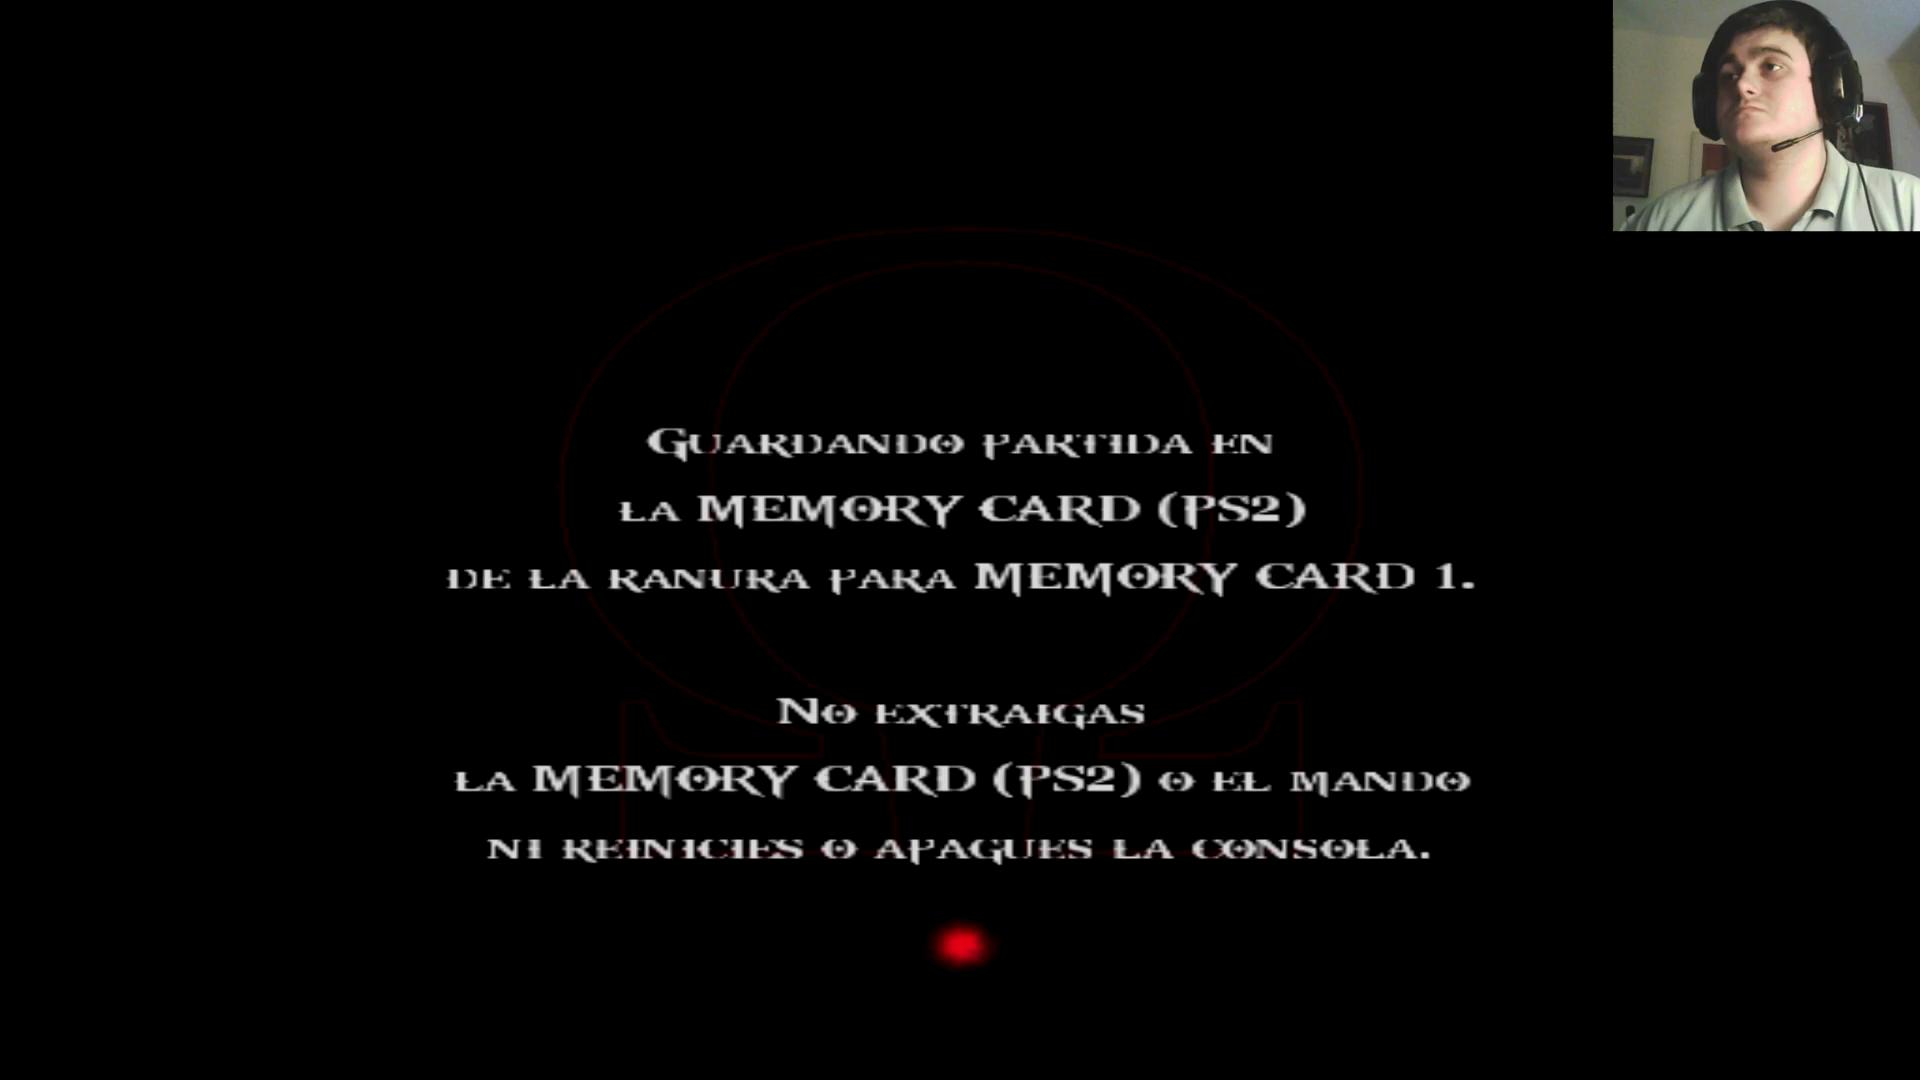 Guardando partida en
la MEMORY CARD (PS2)
de la ranura para MEMORY CARD 1.
No extraigas
la MEMORY CARD (PS2) o el mando
ni reinicies o apagues la consola.